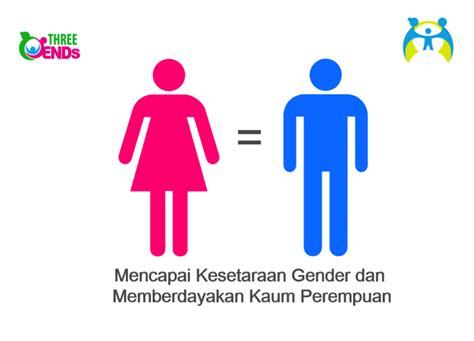 THREE
ENDs
=
Mencapai Kesetaraan Gender dan
Memberdayakan Kaum Perempuan